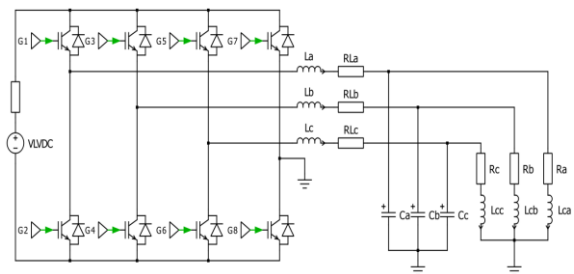 G1 G3 G5 G7
La RLa
Lb RLb
VLVDC
Lc RLc
Rc Rb Ra
+ + +
Ca Cb Cc
Lcc Lcb Lca
G2 G4 G6 G8